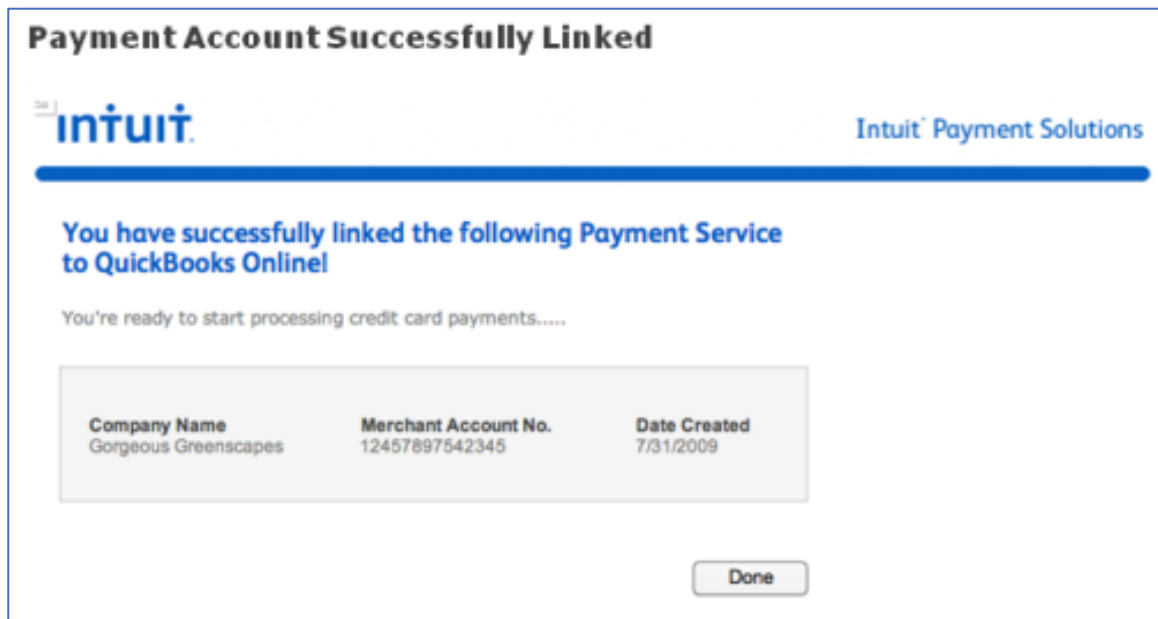 Payment Account Successfully Linked
intuit.
Intuit® Payment Solutions
You have successfully linked the following Payment Service
to QuickBooks Online!
You're ready to start processing credit card payments.....
Company Name Merchant Account No. Date Created
Gorgeous Greenscapes 12457897542345 7/31/2009
Done